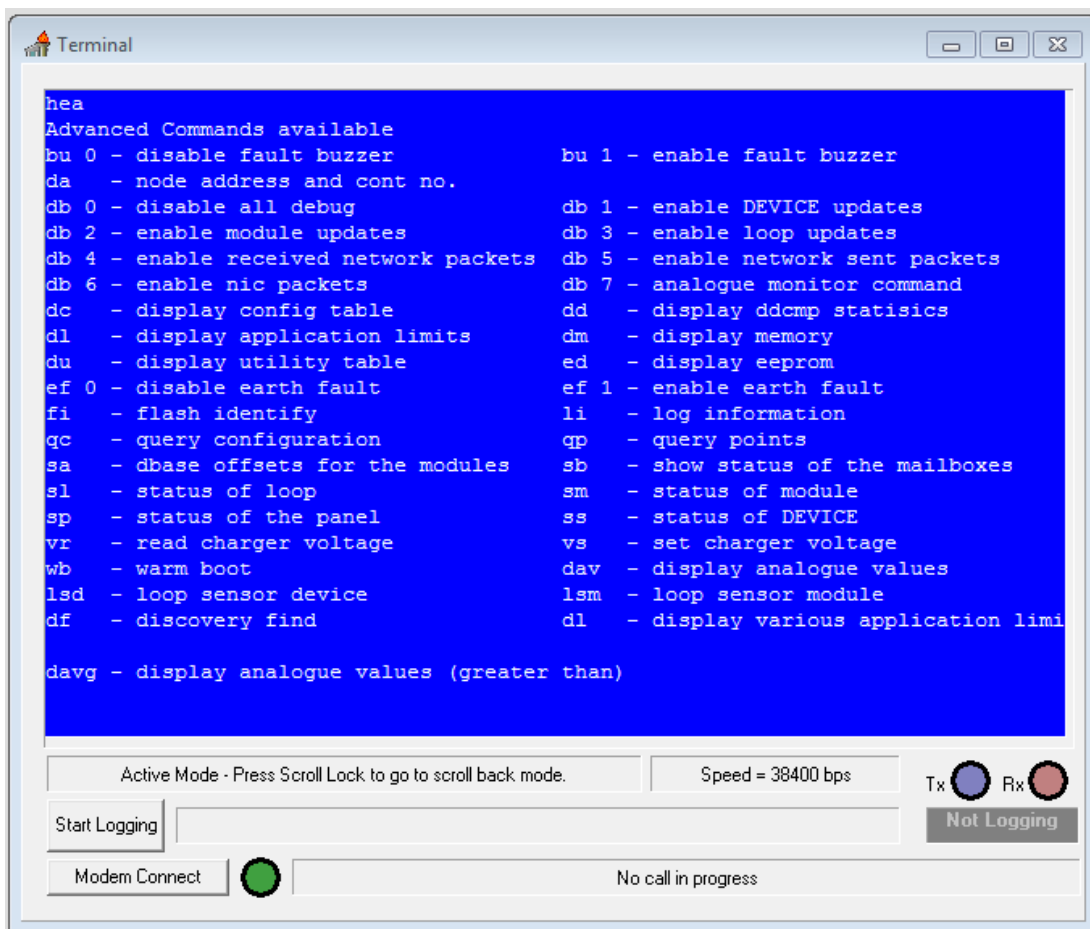 Terminal
hea
Advanced Commands available
bu 0 - disable fault buzzer bu 1 - enable fault buzzer
da - node address and cont no.
db 0 - disable all debug db 1 - enable DEVICE updates
db 2 - enable module updates db 3 - enable loop updates
db 4 - enable received network packets db 5 - enable network sent packets
db 6 - enable nic packets db 7 - analogue monitor command
dc - display config table dd - display ddcmp statisics
dl - display application limits dm - display memory
du - display utility table ed - display eeprom
ef 0 - disable earth fault ef 1 - enable earth fault
fi - flash identify li - log information
qc - query configuration qp - query points
sa - dbase offsets for the modules sb - show status of the mailboxes
sl - status of loop sm - status of module
sp - status of the panel ss - status of DEVICE
vr - read charger voltage vs - set charger voltage
wb - warm boot dav - display analogue values
lsd - loop sensor device lsm - loop sensor module
df - discovery find dl - display various application limi
davg - display analogue values (greater than)
Active Mode - Press Scroll Lock to go to scroll back mode. Speed = 38400 bps Tx Rx
Start Logging Not Logging
Modem Connect No call in progress